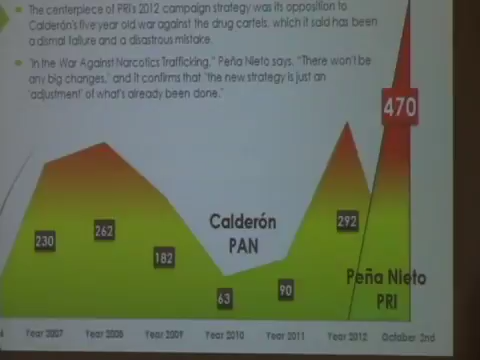 The centerpiece of PRI's 2012 campaign strategy was its opposition to
Calderón's five year old war against the drug cartels, which it said has been
a dismal failure and a disastrous mistake.
"In the War Against Narcotics Trafficking," Peña Nieto says, "There won't be
any big changes," and it confirms that "the new strategy is just an
"adjustment" of what's already been done."
470
262
230
292
182
Calderón
PAN
63
90
Peña Nieto
PRI
Year 2007 Year 2008 Year 2009 Year 2010 Year 2011 Year 2012 October 2nd